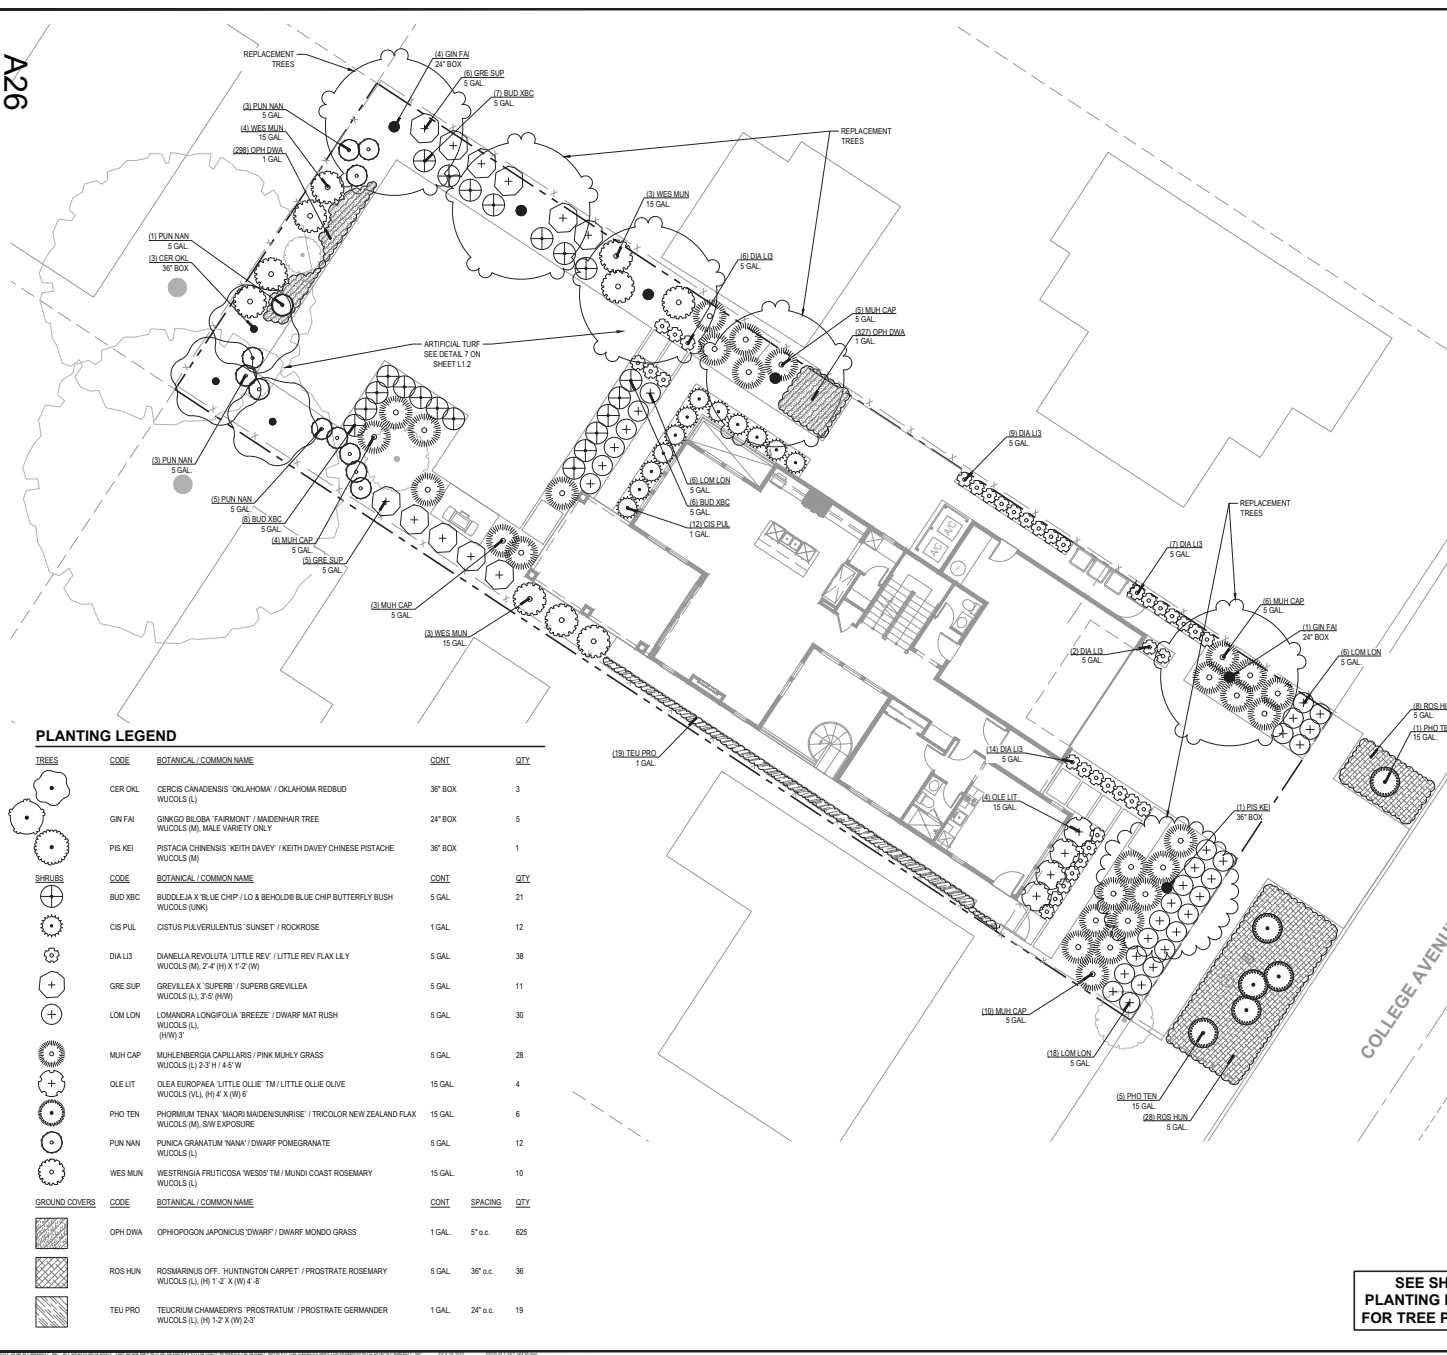 A26
REPLACEMENT
TREES
(4) GIN FAI
24" BOX
(6) GRE SUP
5 GAL.
(7) BUD XBC
5 GAL.
(3) PUN NAN
5 GAL.
(4) WES MUN
15 GAL.
(298) OPH DWA
1 GAL.
REPLACEMENT
TREES
(3) WES MUN
15 GAL.
(1) PUN NAN
5 GAL.
(3) CER OKL
36" BOX
(6) DIA LI3
5 GAL.
(5) MUH CAP
5 GAL.
(327) OPH DWA
1 GAL.
ARTIFICIAL TURF
SEE DETAIL 7 ON
SHEET L1.2
(9) DIA LI3
5 GAL.
(3) PUN NAN
5 GAL.
(6) LOM LON
5 GAL.
(6) BUD XBC
5 GAL.
(12) CIS PUL
1 GAL.
(5) PUN NAN
5 GAL.
(8) BUD XBC
5 GAL.
(4) MUH CAP
5 GAL.
(5) GRE SUP
5 GAL.
REPLACEMENT
TREES
A/C
A/C
(7) DIA LI3
5 GAL.
(3) MUH CAP
5 GAL.
(6) MUH CAP
5 GAL.
(1) GIN FAI
24" BOX
(3) WES MUN
15 GAL.
(2) DIA LI3
5 GAL.
(6) LOM LON
5 GAL.
(8) ROS HU
5 GAL.
(1) PHO TE
15 GAL.
(19) TEU PRO
1 GAL.
(14) DIA LI3
5 GAL.
(4) OLE LIT
15 GAL.
(1) PIS KEI
36" BOX
(10) MUH CAP
5 GAL.
(18) LOM LON
5 GAL.
(5) PHO TEN
15 GAL.
(28) ROS HUN
5 GAL.
COLLEGE AVENU
PLANTING LEGEND
TREES CODE BOTANICAL / COMMON NAME CONT QTY
CER OKL CERCIS CANADENSIS `OKLAHOMA` / OKLAHOMA REDBUD 36" BOX 3
WUCOLS (L)
GIN FAI GINKGO BILOBA `FAIRMONT` / MAIDENHAIR TREE 24" BOX 5
WUCOLS (M), MALE VARIETY ONLY
PIS KEI PISTACIA CHINENSIS `KEITH DAVEY` / KEITH DAVEY CHINESE PISTACHE 36" BOX 1
WUCOLS (M)
SHRUBS CODE BOTANICAL / COMMON NAME CONT QTY
BUD XBC BUDDLEJA X 'BLUE CHIP' / LO & BEHOLD® BLUE CHIP BUTTERFLY BUSH 5 GAL. 21
WUCOLS (UNK)
CIS PUL CISTUS PULVERULENTUS `SUNSET` / ROCKROSE 1 GAL. 12
DIA LI3 DIANELLA REVOLUTA `LITTLE REV` / LITTLE REV FLAX LILY 5 GAL. 38
WUCOLS (M), 2'-4' (H) X 1'-2' (W)
GRE SUP GREVILLEA X `SUPERB` / SUPERB GREVILLEA 5 GAL. 11
WUCOLS (L), 3'-5' (H/W)
LOM LON LOMANDRA LONGIFOLIA `BREEZE` / DWARF MAT RUSH 5 GAL. 30
WUCOLS (L),
(H/W) 3'
MUH CAP MUHLENBERGIA CAPILLARIS / PINK MUHLY GRASS 5 GAL. 28
WUCOLS (L) 2-3' H / 4-5' W
OLE LIT OLEA EUROPAEA `LITTLE OLLIE` TM / LITTLE OLLIE OLIVE 15 GAL. 4
WUCOLS (VL), (H) 4' X (W) 6'
PHO TEN PHORMIUM TENAX `MAORI MAIDEN/SUNRISE` / TRICOLOR NEW ZEALAND FLAX 15 GAL. 6
WUCOLS (M), S/W EXPOSURE
PUN NAN PUNICA GRANATUM 'NANA' / DWARF POMEGRANATE 5 GAL. 12
WUCOLS (L)
WES MUN WESTRINGIA FRUTICOSA 'WES05' TM / MUNDI COAST ROSEMARY 15 GAL. 10
WUCOLS (L)
GROUND COVERS CODE BOTANICAL / COMMON NAME CONT SPACING QTY
OPH DWA OPHIOPOGON JAPONICUS 'DWARF' / DWARF MONDO GRASS 1 GAL. 5" o.c. 625
ROS HUN ROSMARINUS OFF. `HUNTINGTON CARPET` / PROSTRATE ROSEMARY 5 GAL. 36" o.c. 36
WUCOLS (L), (H) 1`-2` X (W) 4`-8`
TEU PRO TEUCRIUM CHAMAEDRYS `PROSTRATUM` / PROSTRATE GERMANDER 1 GAL. 24" o.c. 19
WUCOLS (L), (H) 1-2' X (W) 2-3'
SEE SH
PLANTING
FOR TREE P